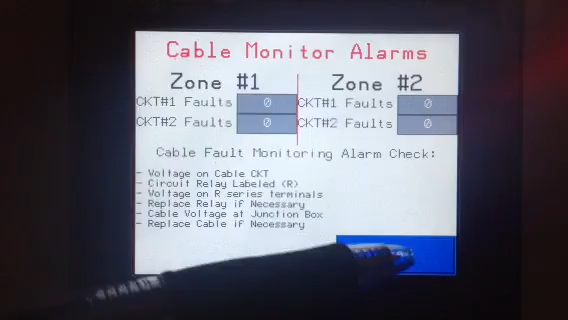 Cable Monitor Alarms
Zone #1 Zone #2
CKT#1 Faults 0 CKT#1 Faults 0
CKT#2 Faults 0 CKT#2 Faults 0
Cable Fault Monitoring Alarm Check:
- Voltage on Cable CKT
- Circuit Relay Labeled (R)
- Voltage on R series terminals
- Replace Relay if Necessary
- Cable Voltage at Junction Box
- Replace Cable if Necessary